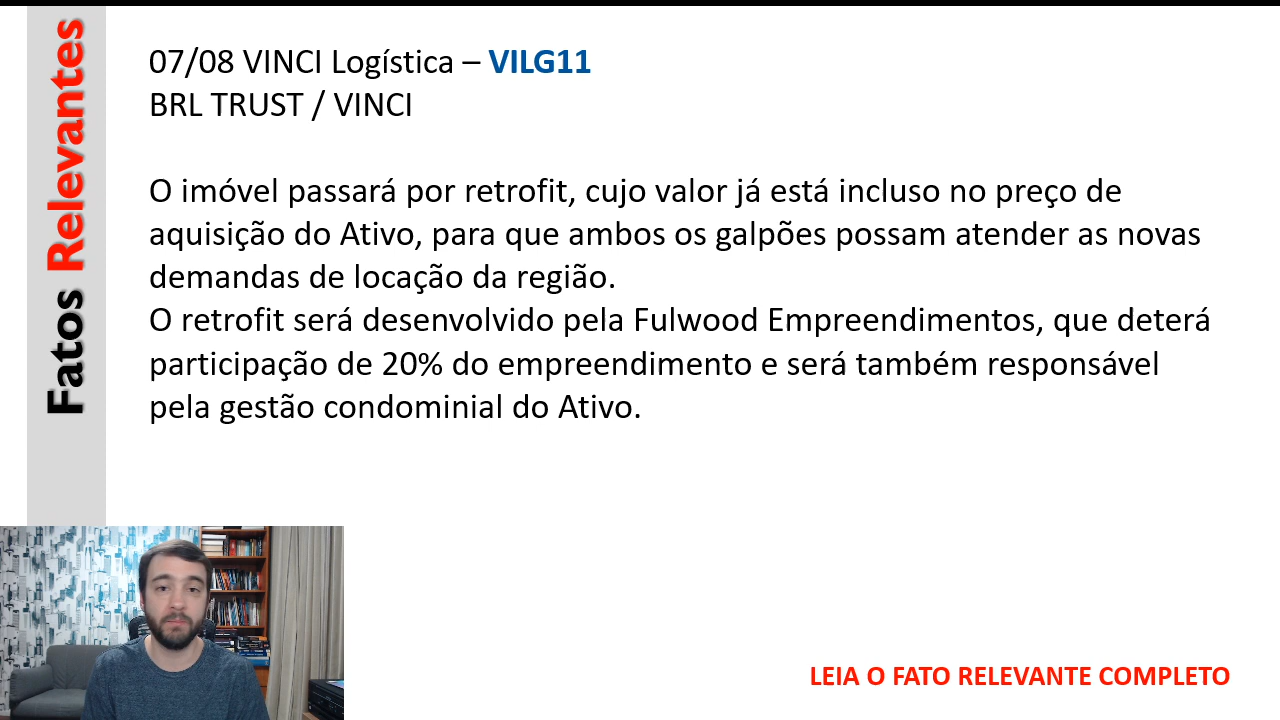 Fatos Relevantes
07/08 VINCI Logística – VILG11
BRL TRUST / VINCI
O imóvel passará por retrofit, cujo valor já está incluso no preço de
aquisição do Ativo, para que ambos os galpões possam atender as novas
demandas de locação da região.
O retrofit será desenvolvido pela Fulwood Empreendimentos, que deterá
participação de 20% do empreendimento e será também responsável
pela gestão condominial do Ativo.
LEIA O FATO RELEVANTE COMPLETO